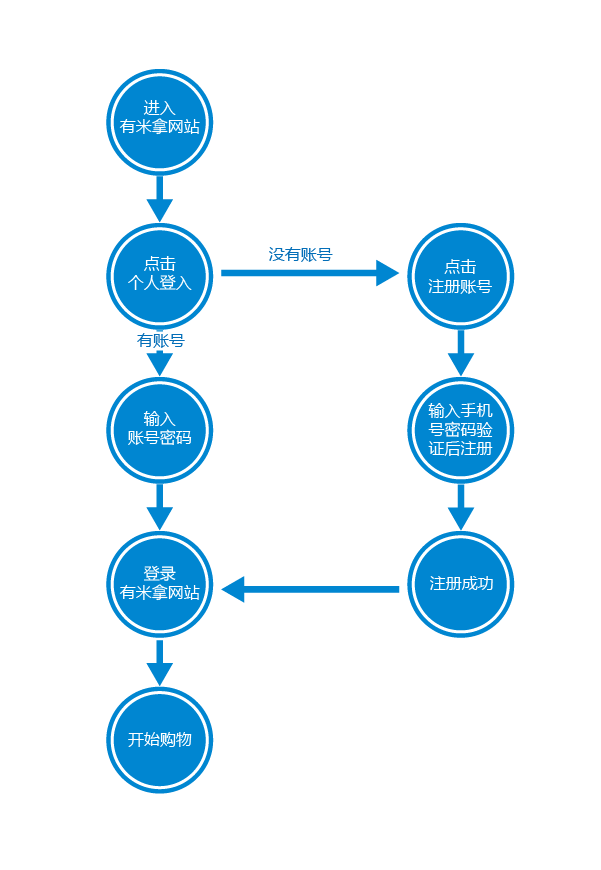 进入
有米拿网站
点击
个人登入
没有账号
点击
注册账号
有账号
输入
账号密码
输入手机
号密码验
证后注册
登录
有米拿网站
注册成功
开始购物